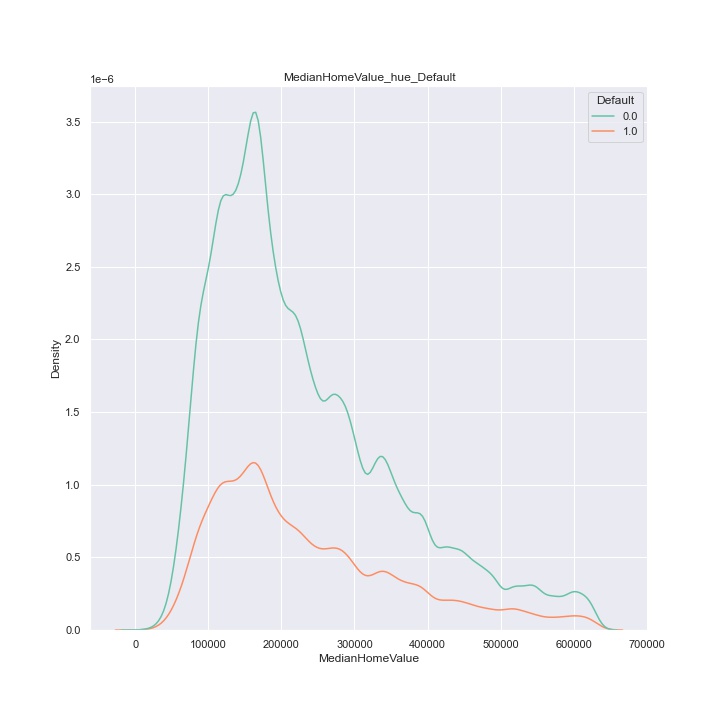 MedianHomeValue_hue_Default
1e−6
Default
0.0
1.0
3.5
3.0
2.5
2.0
1.5
1.0
0.5
0.0
Density
0 100000 200000 300000 400000 500000 600000 700000
MedianHomeValue